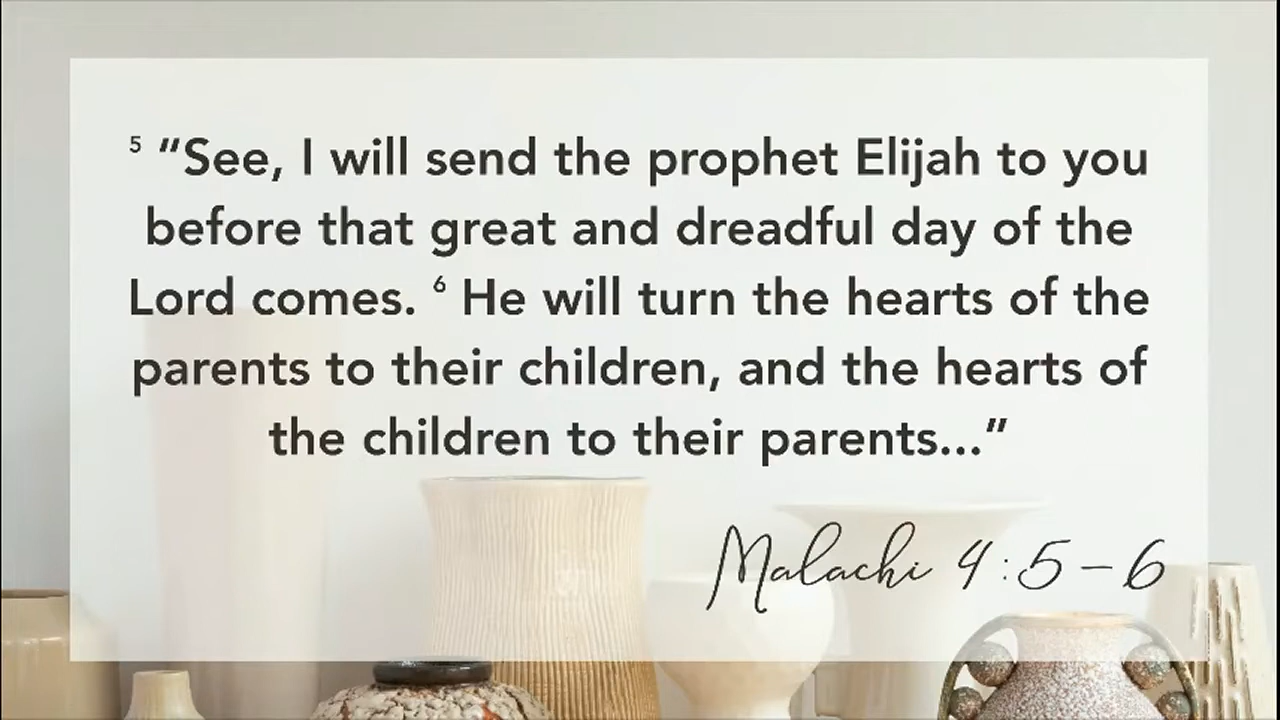 ⁵ “See, I will send the prophet Elijah to you
before that great and dreadful day of the
Lord comes. ⁶ He will turn the hearts of the
parents to their children, and the hearts of
the children to their parents...”
Malachi 4:5-6